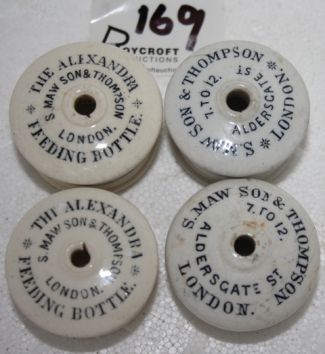 169
ROYCROFT
AUCTIONS
THE ALEXANDRA
S. MAW SON & THOMPSON
LONDON.
* FEEDING BOTTLE. *
S. MAW SON & THOMPSON
7. TO 12.
ALDERSGATE ST
* LONDON *
THE ALEXANDRA
S. MAW SON & THOMPSON
LONDON.
* FEEDING BOTTLE. *
S. MAW SON & THOMPSON
7. TO 12.
ALDERSGATE ST
LONDON.